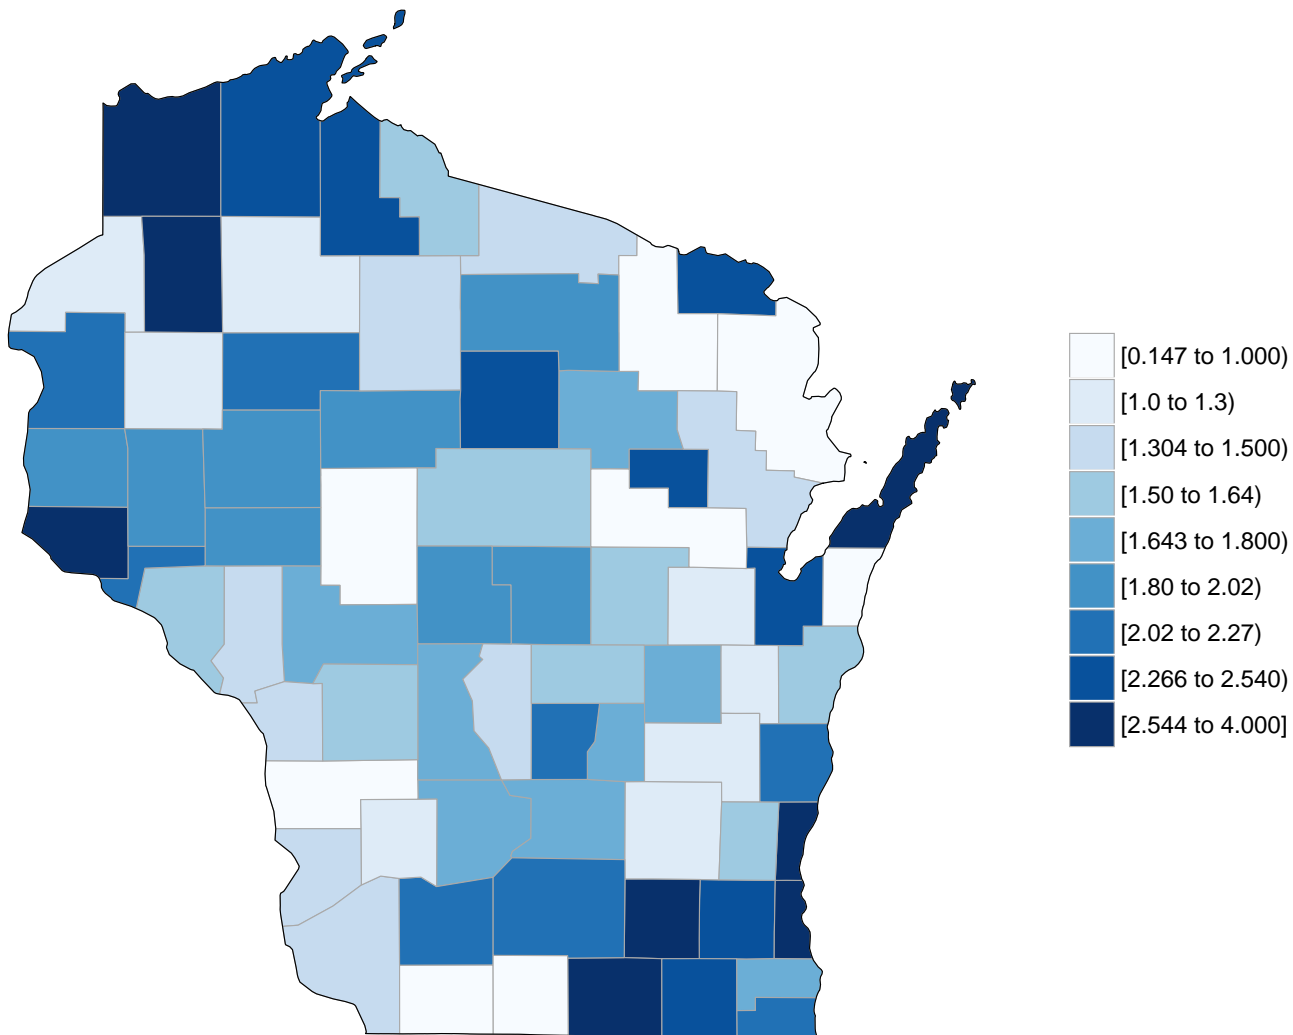 [0.147 to 1.000)
[1.0 to 1.3)
[1.304 to 1.500)
[1.50 to 1.64)
[1.643 to 1.800)
[1.80 to 2.02)
[2.02 to 2.27)
[2.266 to 2.540)
[2.544 to 4.000]